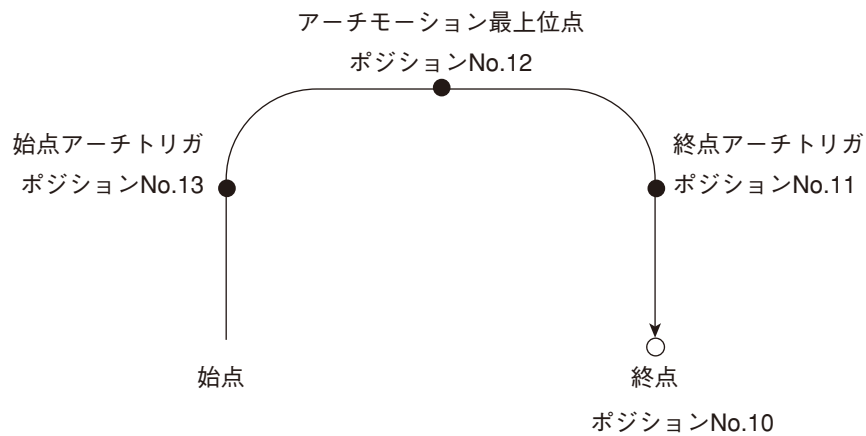 アーチモーション最上位点
ポジションNo.12
始点アーチトリガ
ポジションNo.13
終点アーチトリガ
ポジションNo.11
始点
終点
ポジションNo.10